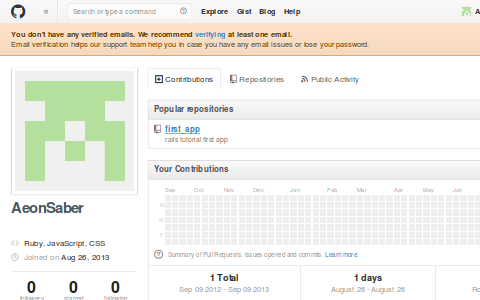 Search or type a command
Explore Gist Blog Help
A
You don't have any verified emails. We recommend verifying at least one email.
Email verification helps our support team help you in case you have any email issues or lose your password.
Contributions Repositories Public Activity
Popular repositories
first_app
rails tutorial first app
Your Contributions
Sep Oct Nov Dec Jan Feb Mar Apr May Jun
M
W
F
Summary of Pull Requests, issues opened and commits. Learn more.
AeonSaber
Ruby, JavaScript, CSS
Joined on Aug 26, 2013
0 0 0
followers starred following
1 Total 1 days
Sep 09 2012 - Sep 09 2013 August 26 - August 26 Ro